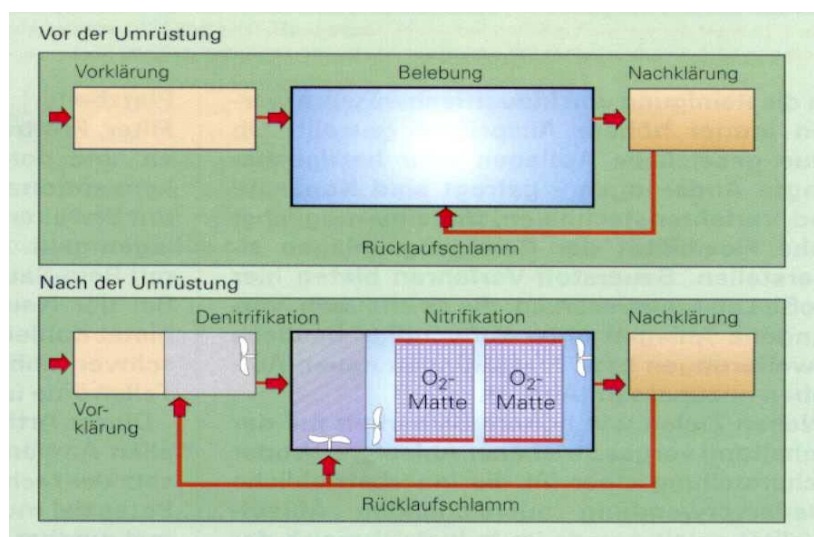 Vor der Umrüstung
Vorklärung
Belebung
Nachklärung
Rücklaufschlamm
Nach der Umrüstung
Denitrifikation
Nitrifikation
Nachklärung
O₂-
Matte
O₂-
Matte
Vor-
klärung
Rücklaufschlamm